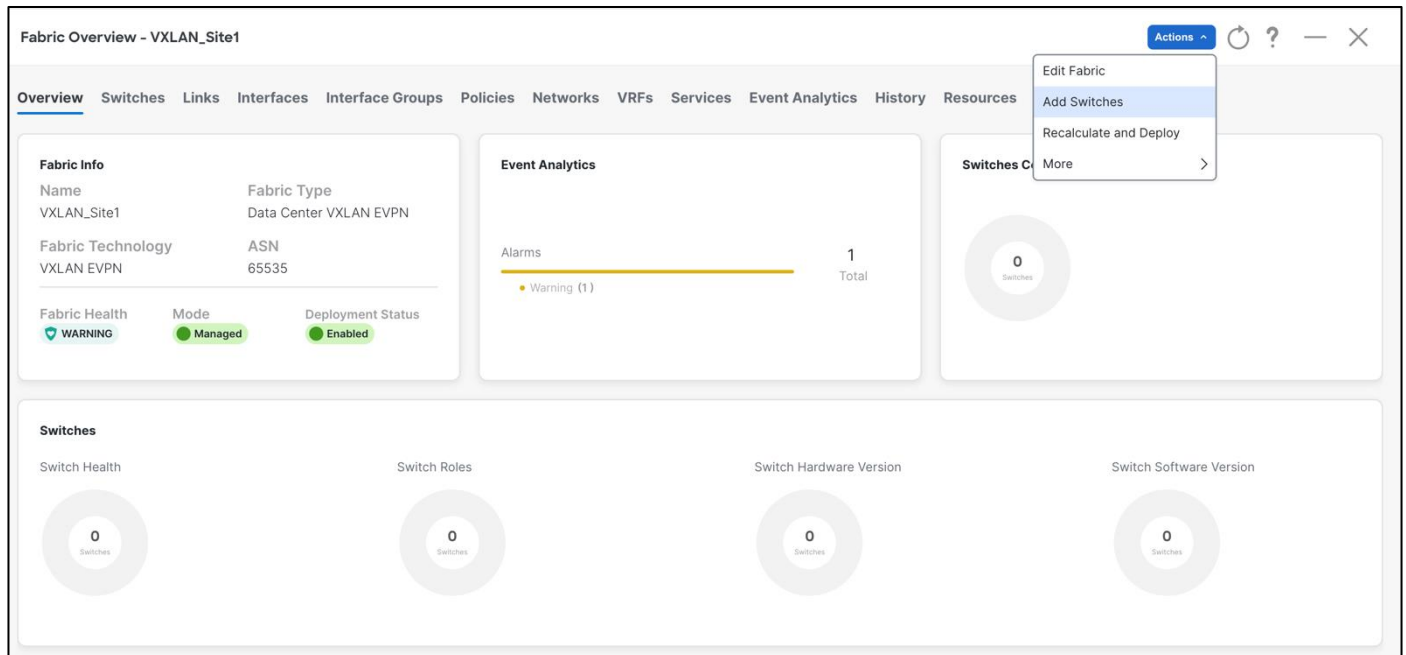 Fabric Overview - VXLAN_Site1
Actions
?
Edit Fabric
Add Switches
Recalculate and Deploy
More
Overview Switches Links Interfaces Interface Groups Policies Networks VRFs Services Event Analytics History Resources
Fabric Info
Name Fabric Type
VXLAN_Site1 Data Center VXLAN EVPN
Fabric Technology ASN
VXLAN EVPN 65535
Fabric Health Mode Deployment Status
WARNING Managed Enabled
Event Analytics
Alarms 1
Total
Warning (1)
Switches C
0
Switches
Switches
Switch Health Switch Roles Switch Hardware Version Switch Software Version
0 0 0 0
Switches Switches Switches Switches